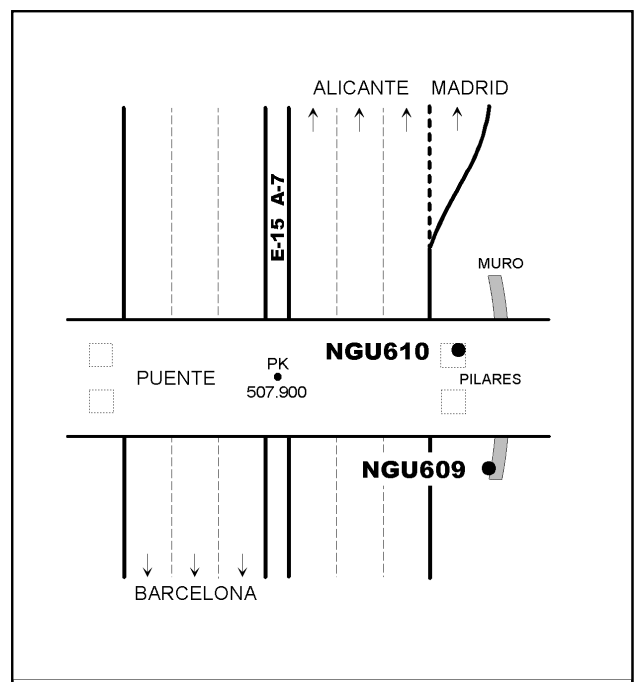 ALICANTE MADRID
E-15 A-7
MURO
NGU610
PK
PUENTE
PILARES
507.900
NGU609
BARCELONA